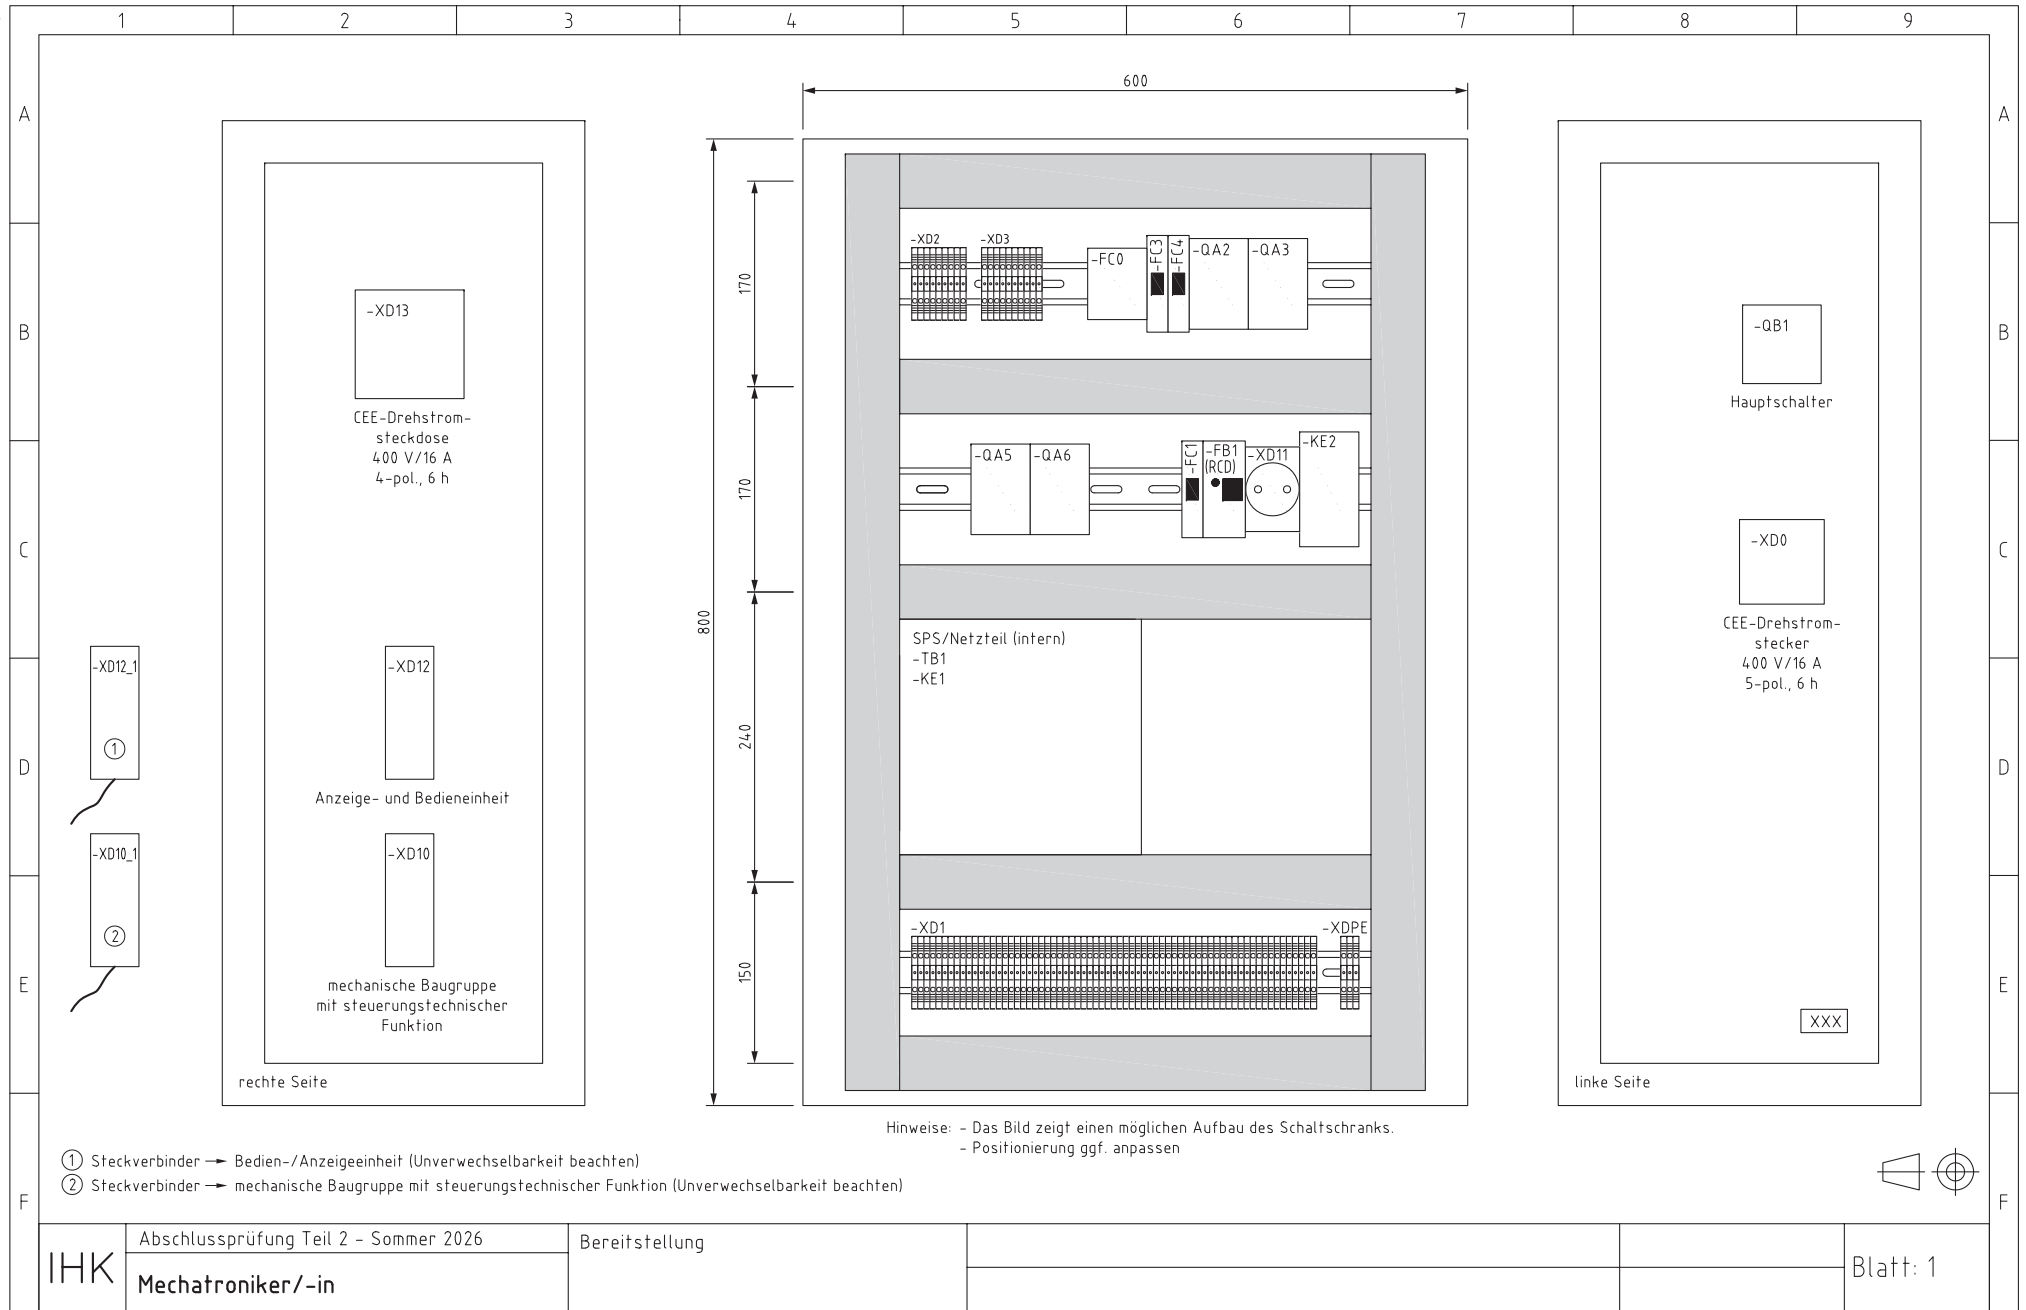 1 2 3 4 5 6 7 8 9
A
B
C
D
E
F
A
B
C
D
E
F
-XD13
CEE-Drehstrom-
steckdose
400 V/16 A
4-pol., 6 h
-XD12_1
1
-XD12
Anzeige- und Bedieneinheit
-XD10_1
2
-XD10
mechanische Baugruppe
mit steuerungstechnischer
Funktion
rechte Seite
600
800
170
170
240
150
-XD2
-XD3
-FC0
-FC3
-FC4
-QA2
-QA3
-QA5
-QA6
-FC1
-FB1
(RCD)
-XD11
-KE2
SPS/Netzteil (intern)
-TB1
-KE1
-XD1
-XDPE
-QB1
Hauptschalter
-XD0
CEE-Drehstrom-
stecker
400 V/16 A
5-pol., 6 h
XXX
linke Seite
Hinweise: - Das Bild zeigt einen möglichen Aufbau des Schaltschranks.
- Positionierung ggf. anpassen
1 Steckverbinder → Bedien-/Anzeigeeinheit (Unverwechselbarkeit beachten)
2 Steckverbinder → mechanische Baugruppe mit steuerungstechnischer Funktion (Unverwechselbarkeit beachten)
IHK
Abschlussprüfung Teil 2 - Sommer 2026
Mechatroniker/-in
Bereitstellung
Blatt: 1